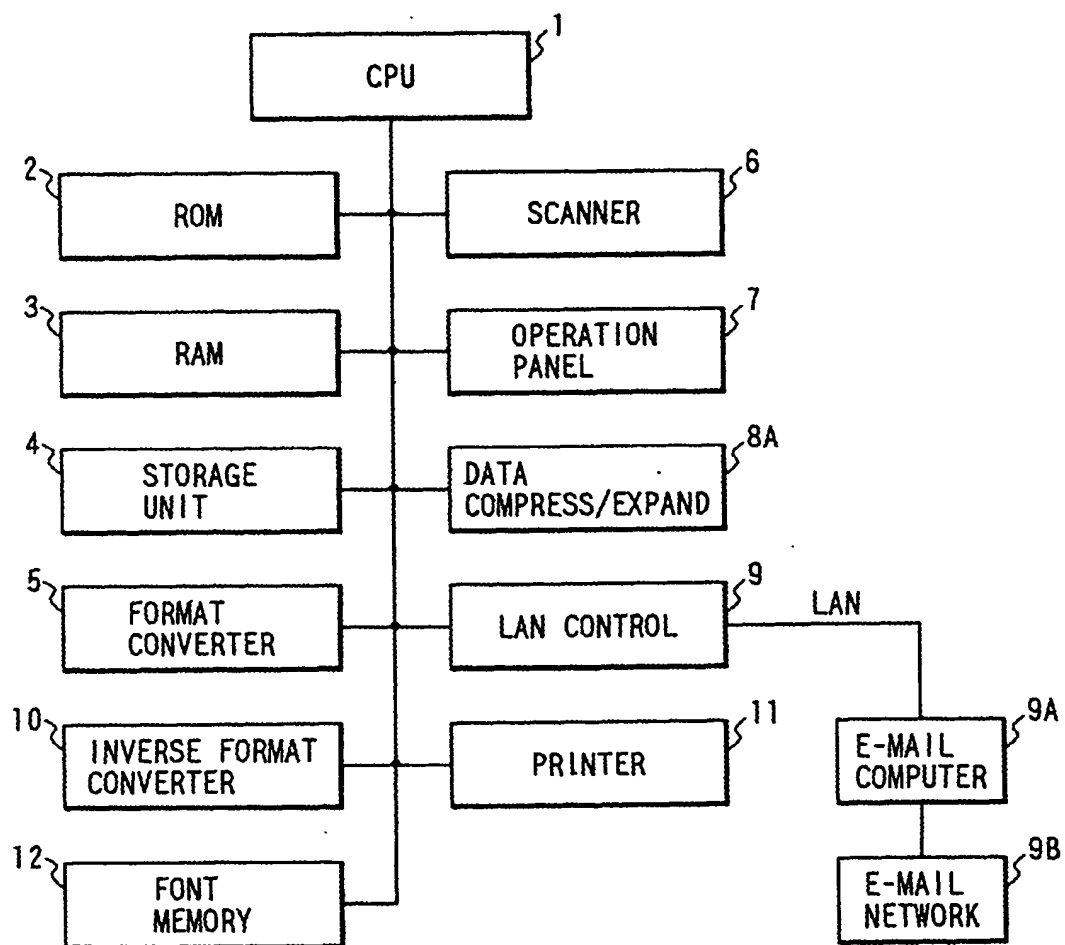 1
CPU
2
ROM
6
SCANNER
3
RAM
7
OPERATION
PANEL
4
STORAGE
UNIT
8A
DATA
COMPRESS/EXPAND
5
FORMAT
CONVERTER
9
LAN CONTROL
LAN
10
INVERSE FORMAT
CONVERTER
11
PRINTER
9A
E-MAIL
COMPUTER
12
FONT
MEMORY
9B
E-MAIL
NETWORK